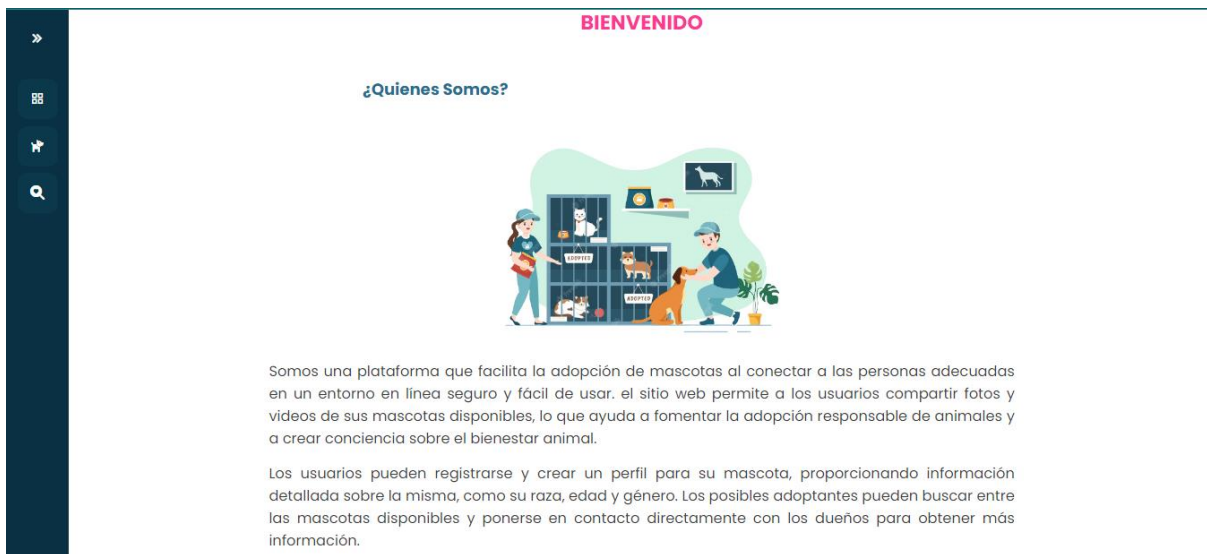 BIENVENIDO
¿Quienes Somos?
ADOPTED
ADOPTED
Somos una plataforma que facilita la adopción de mascotas al conectar a las personas adecuadas
en un entorno en línea seguro y fácil de usar. el sitio web permite a los usuarios compartir fotos y
videos de sus mascotas disponibles, lo que ayuda a fomentar la adopción responsable de animales y
a crear conciencia sobre el bienestar animal.
Los usuarios pueden registrarse y crear un perfil para su mascota, proporcionando información
detallada sobre la misma, como su raza, edad y género. Los posibles adoptantes pueden buscar entre
las mascotas disponibles y ponerse en contacto directamente con los dueños para obtener más
información.